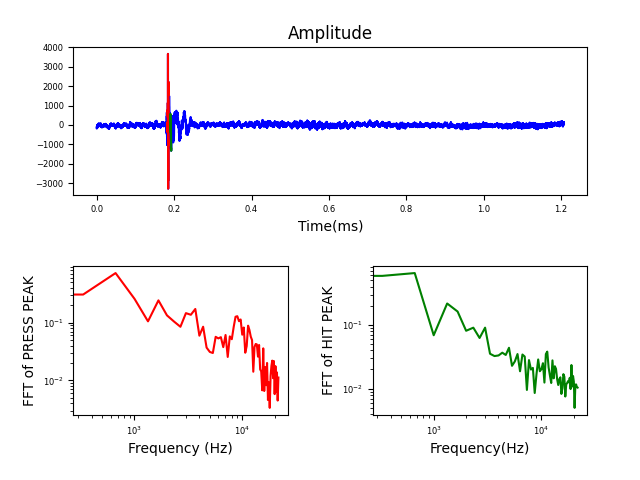 Amplitude
4000
3000
2000
1000
0
−1000
−2000
−3000
0.0 0.2 0.4 0.6 0.8 1.0 1.2
Time(ms)
FFT of PRESS PEAK
10⁻¹
10⁻²
10³ 10⁴
Frequency (Hz)
FFT of HIT PEAK
10⁻¹
10⁻²
10³ 10⁴
Frequency(Hz)